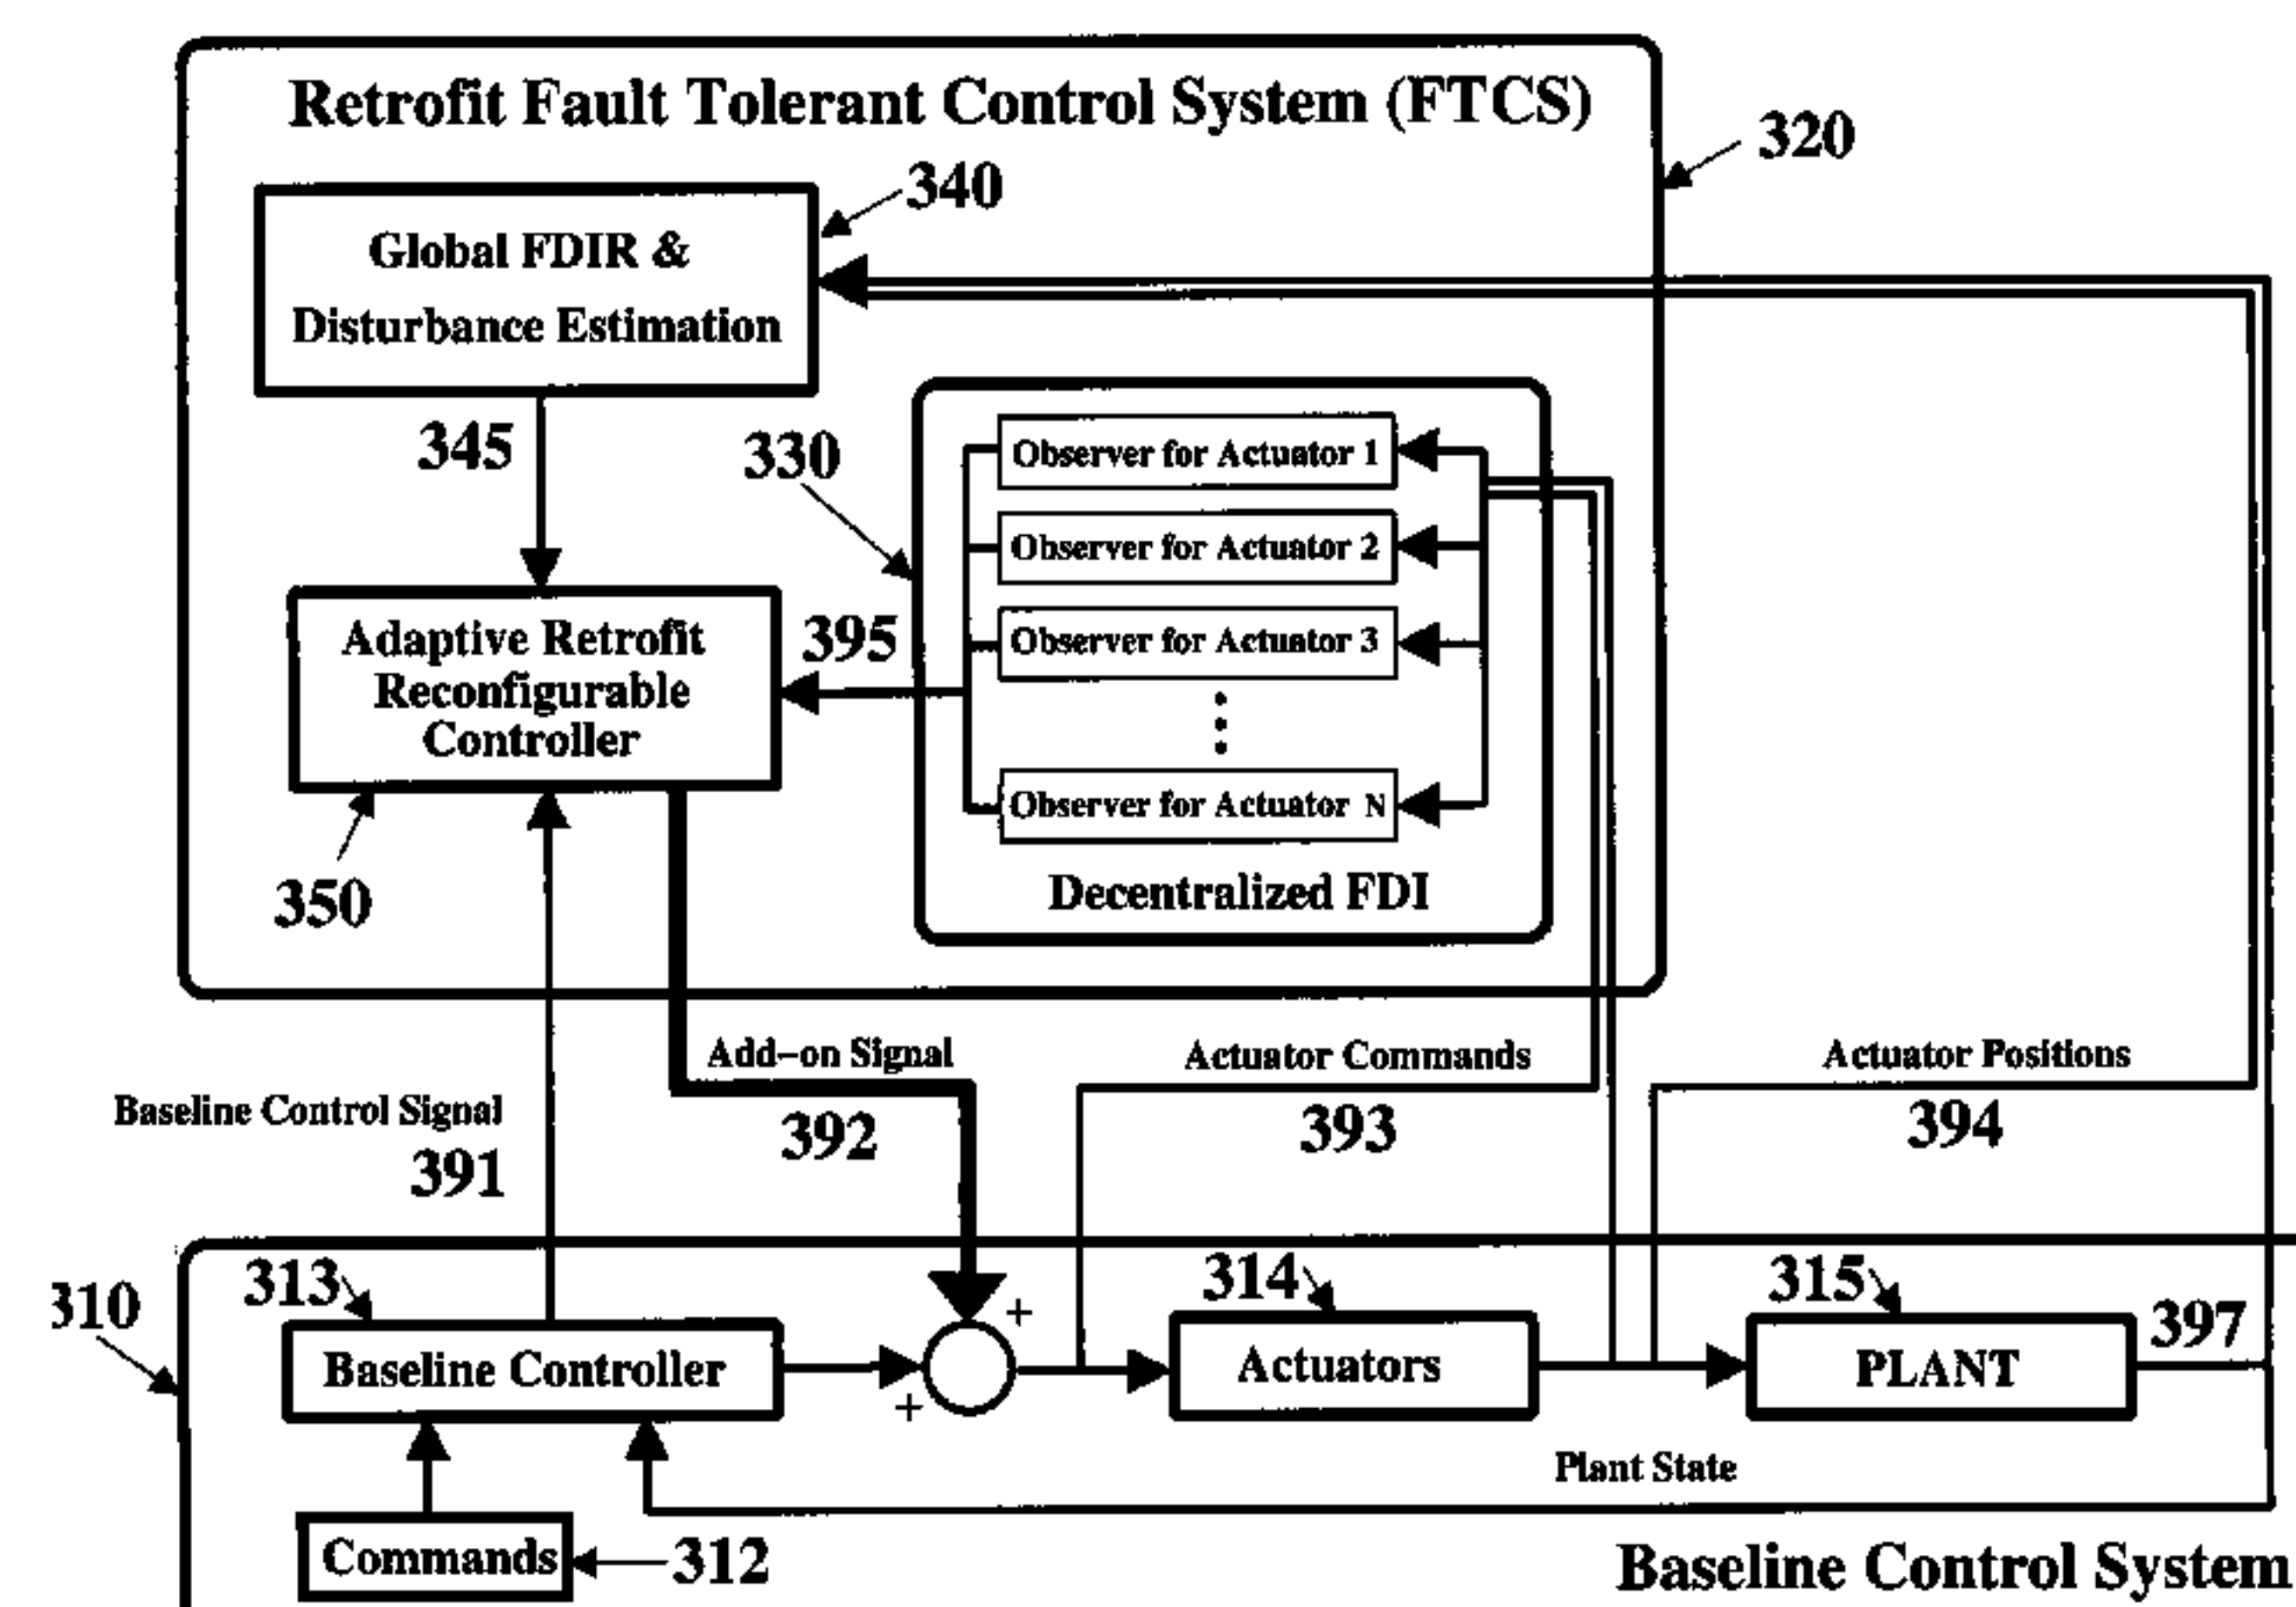 Retrofit Fault Tolerant Control System (FTCS)
320
340
Global FDIR &
Disturbance Estimation
345
330
Observer for Actuator 1
Observer for Actuator 2
Observer for Actuator 3
Observer for Actuator N
Decentralized FDI
395
Adaptive Retrofit
Reconfigurable
Controller
350
Add-on Signal
392
Actuator Commands
393
Actuator Positions
394
Baseline Control Signal
391
310
313
Baseline Controller
+
+
314
Actuators
315
PLANT
397
Plant State
Commands
312
Baseline Control System